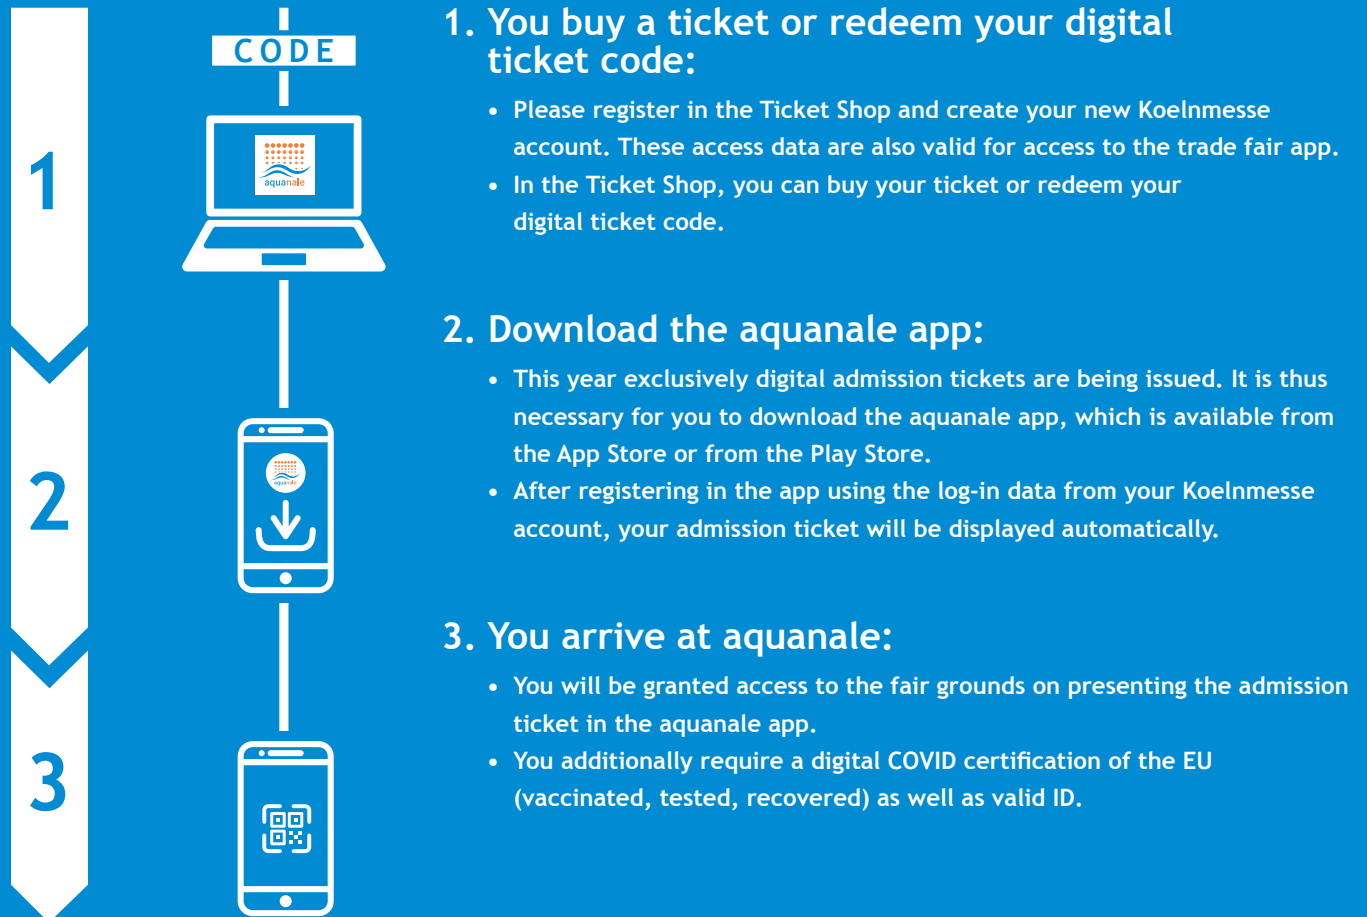 CODE
1
aquanale
1. You buy a ticket or redeem your digital
ticket code:
• Please register in the Ticket Shop and create your new Koelnmesse
account. These access data are also valid for access to the trade fair app.
• In the Ticket Shop, you can buy your ticket or redeem your
digital ticket code.
2
aquanale
2. Download the aquanale app:
• This year exclusively digital admission tickets are being issued. It is thus
necessary for you to download the aquanale app, which is available from
the App Store or from the Play Store.
• After registering in the app using the log-in data from your Koelnmesse
account, your admission ticket will be displayed automatically.
3
3. You arrive at aquanale:
• You will be granted access to the fair grounds on presenting the admission
ticket in the aquanale app.
• You additionally require a digital COVID certification of the EU
(vaccinated, tested, recovered) as well as valid ID.